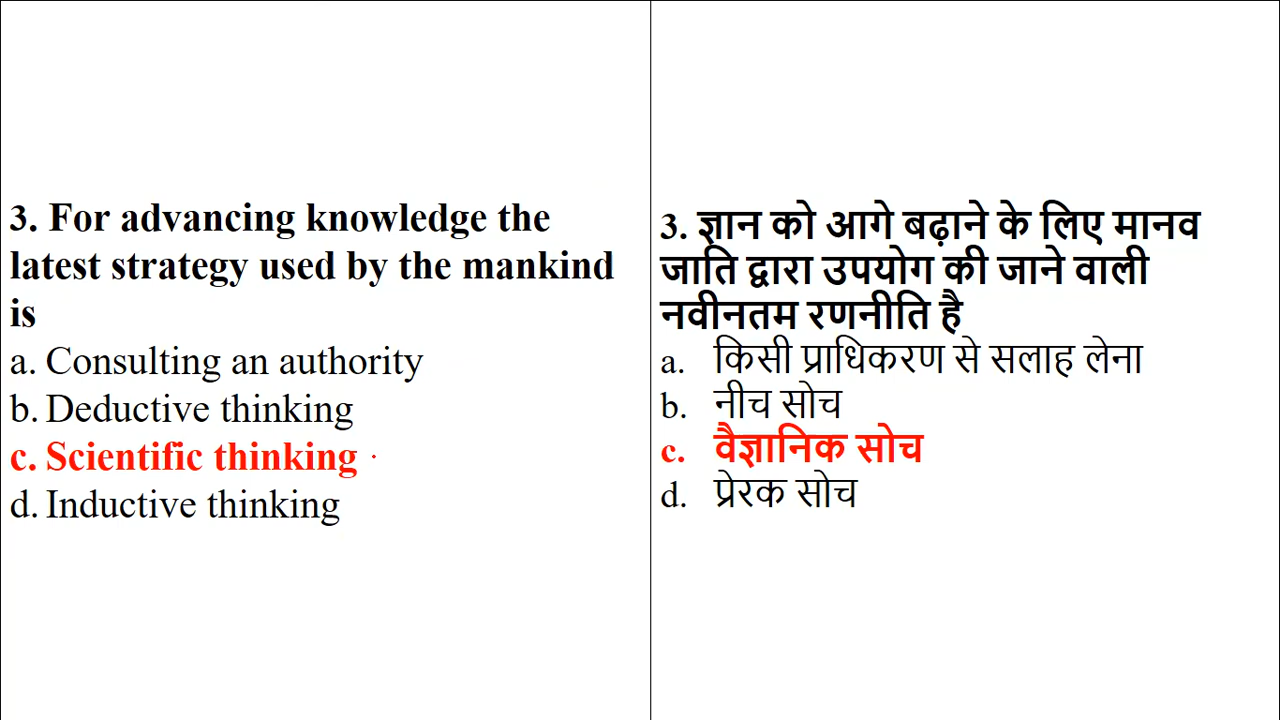 3. For advancing knowledge the
latest strategy used by the mankind
is
a. Consulting an authority
b. Deductive thinking
c. Scientific thinking
d. Inductive thinking
3. ज्ञान को आगे बढ़ाने के लिए मानव
जाति द्वारा उपयोग की जाने वाली
नवीनतम रणनीति है
a. किसी प्राधिकरण से सलाह लेना
b. नीच सोच
c. वैज्ञानिक सोच
d. प्रेरक सोच